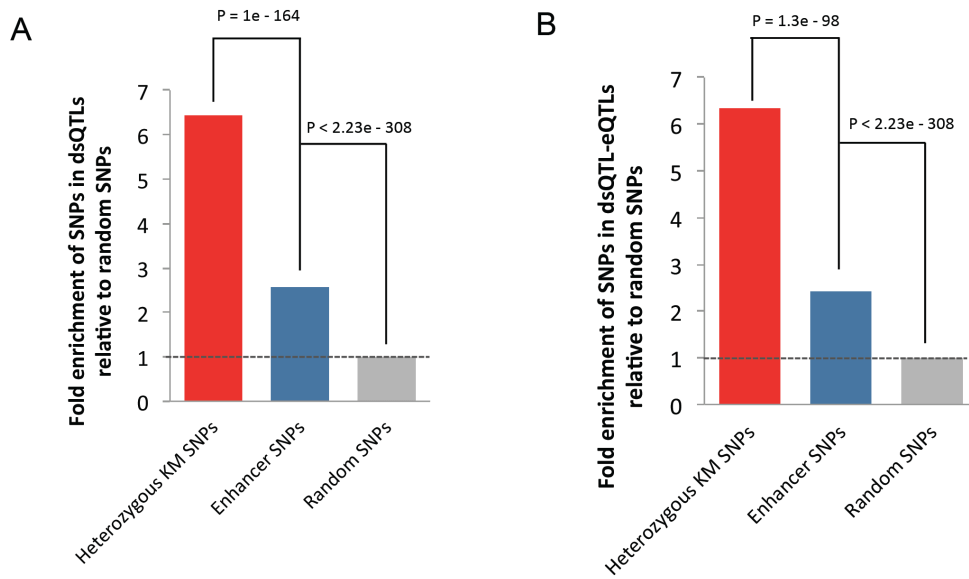 A
P = 1e - 164
P < 2.23e - 308
Fold enrichment of SNPs in dsQTLs
relative to random SNPs
7
6
5
4
3
2
1
0
Heterozygous KM SNPs
Enhancer SNPs
Random SNPs
B
P = 1.3e - 98
P < 2.23e - 308
Fold enrichment of SNPs in dsQTL-eQTLs
relative to random SNPs
7
6
5
4
3
2
1
0
Heterozygous KM SNPs
Enhancer SNPs
Random SNPs